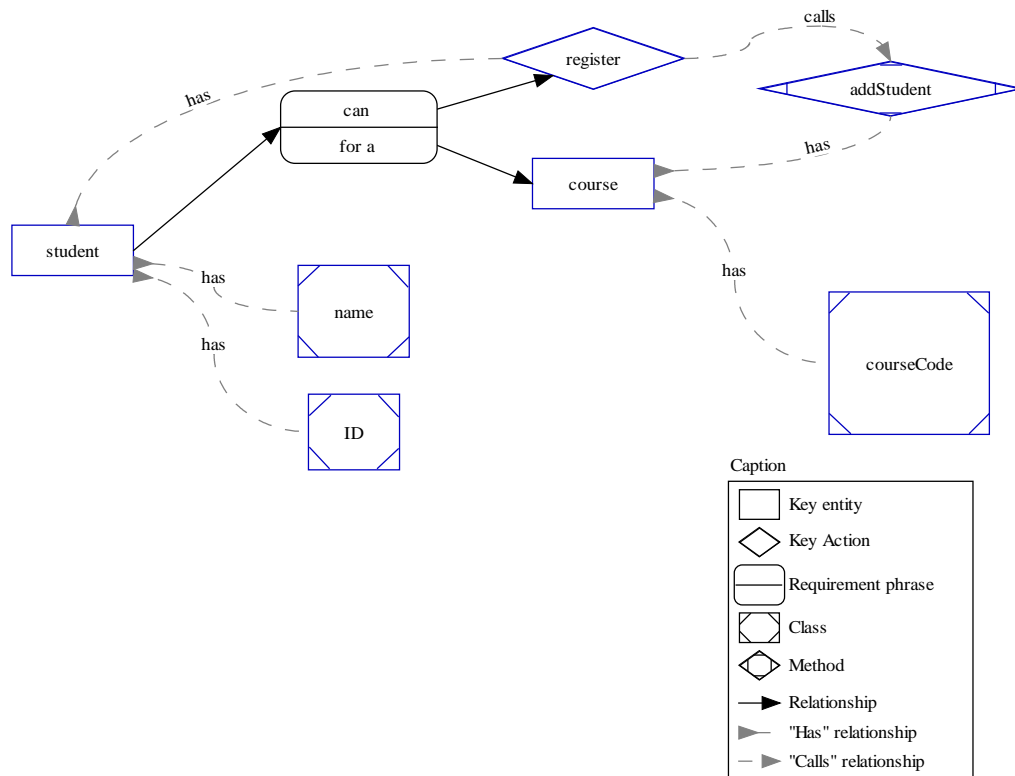 calls
register
has
addStudent
can
for a
has
course
student
has
has
name
has
courseCode
ID
Caption
Key entity
Key Action
Requirement phrase
Class
Method
Relationship
"Has" relationship
"Calls" relationship